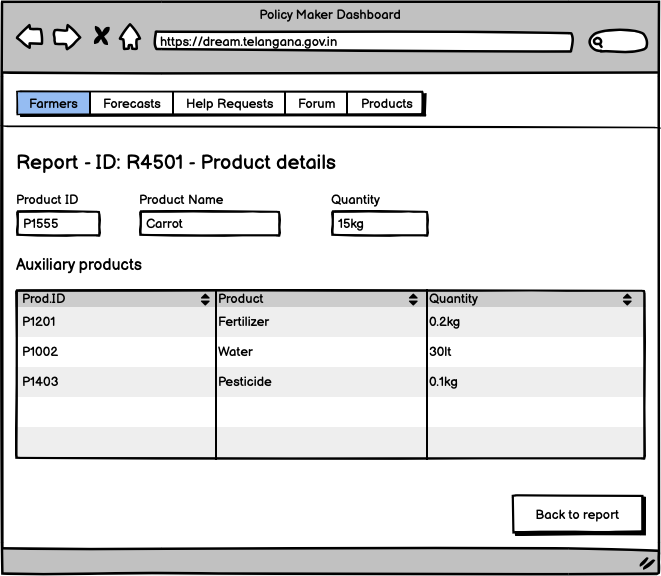 Policy Maker Dashboard
https://dream.telangana.gov.in
Farmers Forecasts Help Requests Forum Products
Report - ID: R4501 - Product details
Product ID Product Name Quantity
P1555 Carrot 15kg
Auxiliary products
Prod.ID Product Quantity
P1201 Fertilizer 0.2kg
P1002 Water 30lt
P1403 Pesticide 0.1kg
Back to report